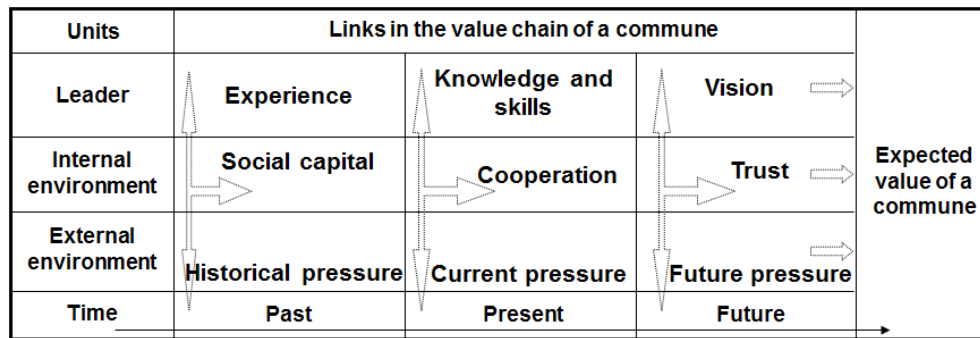 Units
Links in the value chain of a commune
Leader
Experience
Knowledge and
skills
Vision
Internal
environment
Social capital
Cooperation
Trust
Expected
value of a
commune
External
environment
Historical pressure
Current pressure
Future pressure
Time
Past
Present
Future